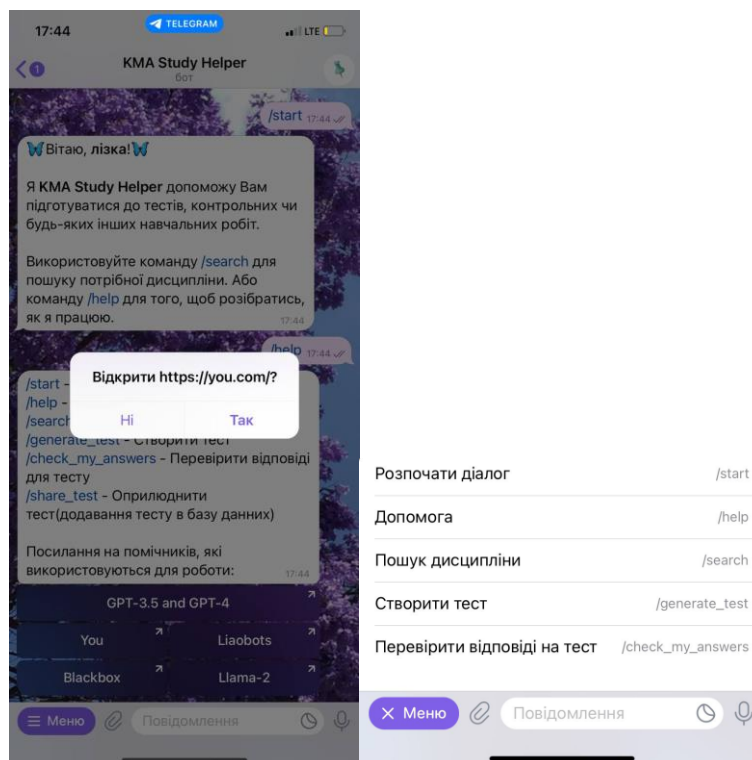 17:44
TELEGRAM
LTE
1
KMA Study Helper
бот
/start 17:44
Вітаю, лізка!
Я KMA Study Helper допоможу Вам
підготуватися до тестів, контрольних чи
будь-яких інших навчальних робіт.
Використовуйте команду /search для
пошуку потрібної дисципліни. Або
команду /help для того, щоб розібратись,
як я працюю.
17:44
/help 17:44
Відкрити https://you.com/?
Ні
Так
/start -
/help -
/search
/generate_test - Створити тест
/check_my_answers - Перевірити відповіді
для тесту
/share_test - Оприлюднити
тест(додавання тесту в базу данних)
Посилання на помічників, які
використовуються для роботи:
17:44
GPT-3.5 and GPT-4
You
Liaobots
Blackbox
Llama-2
Меню
Повідомлення
Розпочати діалог /start
Допомога /help
Пошук дисципліни /search
Створити тест /generate_test
Перевірити відповіді на тест /check_my_answers
Меню
Повідомлення